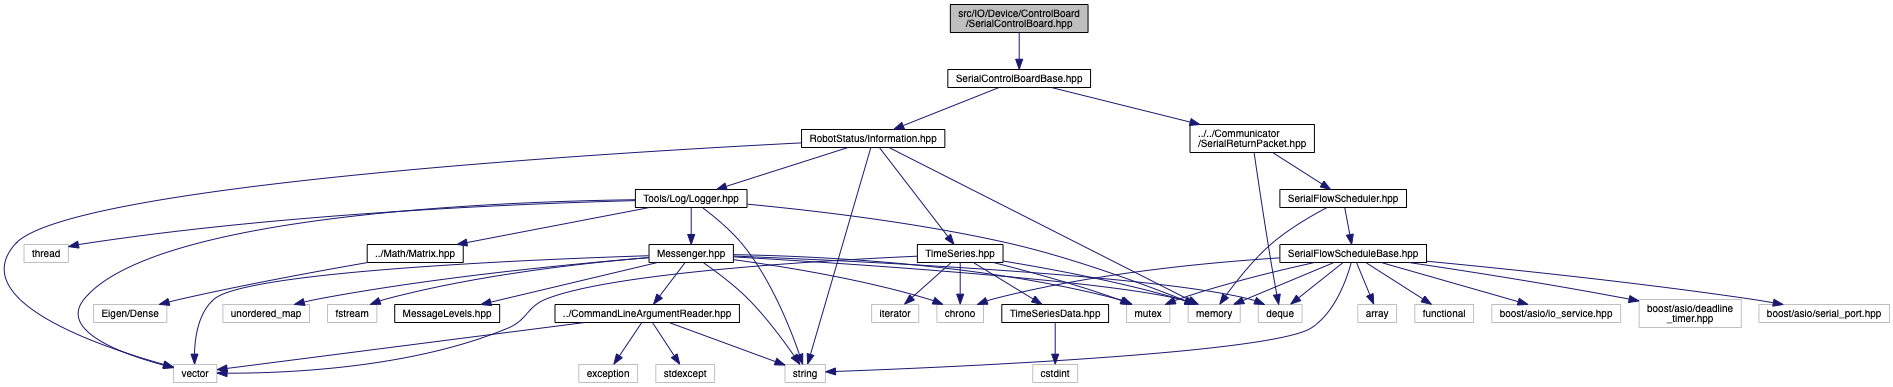 src/IO/Device/ControlBoard
/SerialControlBoard.hpp
SerialControlBoardBase.hpp
RobotStatus/Information.hpp
../../Communicator
/SerialReturnPacket.hpp
Tools/Log/Logger.hpp
SerialFlowScheduler.hpp
thread
../Math/Matrix.hpp
Messenger.hpp
TimeSeries.hpp
SerialFlowScheduleBase.hpp
Eigen/Dense
unordered_map
fstream
MessageLevels.hpp
../CommandLineArgumentReader.hpp
iterator
chrono
TimeSeriesData.hpp
mutex
memory
deque
array
functional
boost/asio/io_service.hpp
boost/asio/deadline
_timer.hpp
boost/asio/serial_port.hpp
vector
exception
stdexcept
string
cstdint